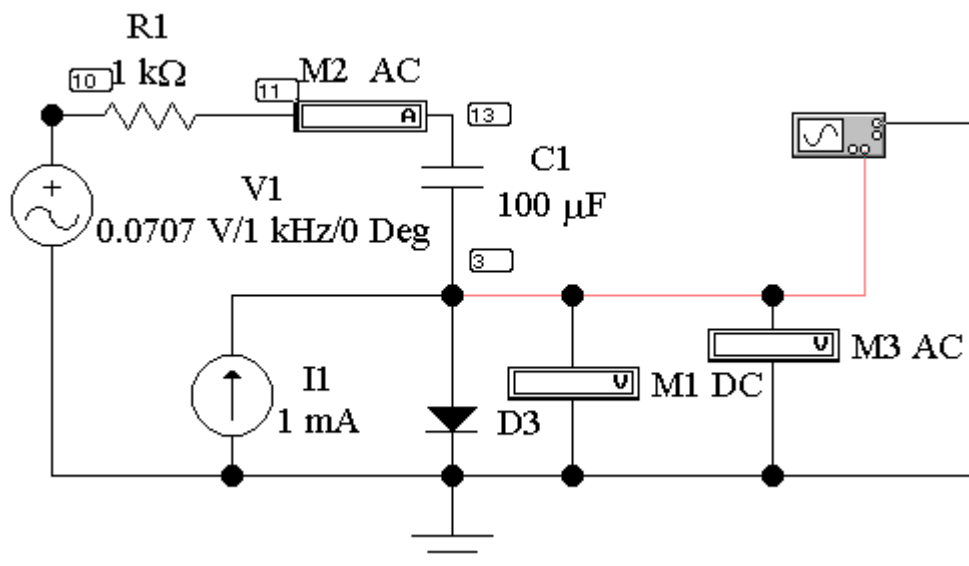 R1
10
1 kΩ
11
M2 AC
A
13
C1
100 μF
V1
0.0707 V/1 kHz/0 Deg
3
I1
1 mA
D3
V
M1 DC
V
M3 AC